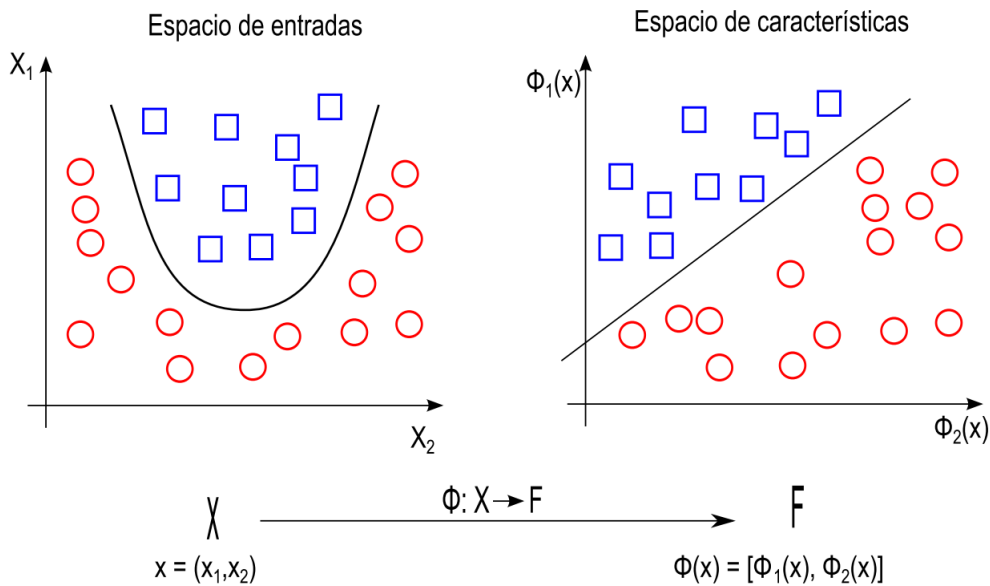 Espacio de entradas
X₁
X₂
Espacio de características
Φ₁(x)
Φ₂(x)
X
Φ: X→F
F
x = (x₁,x₂)
Φ(x) = [Φ₁(x), Φ₂(x)]